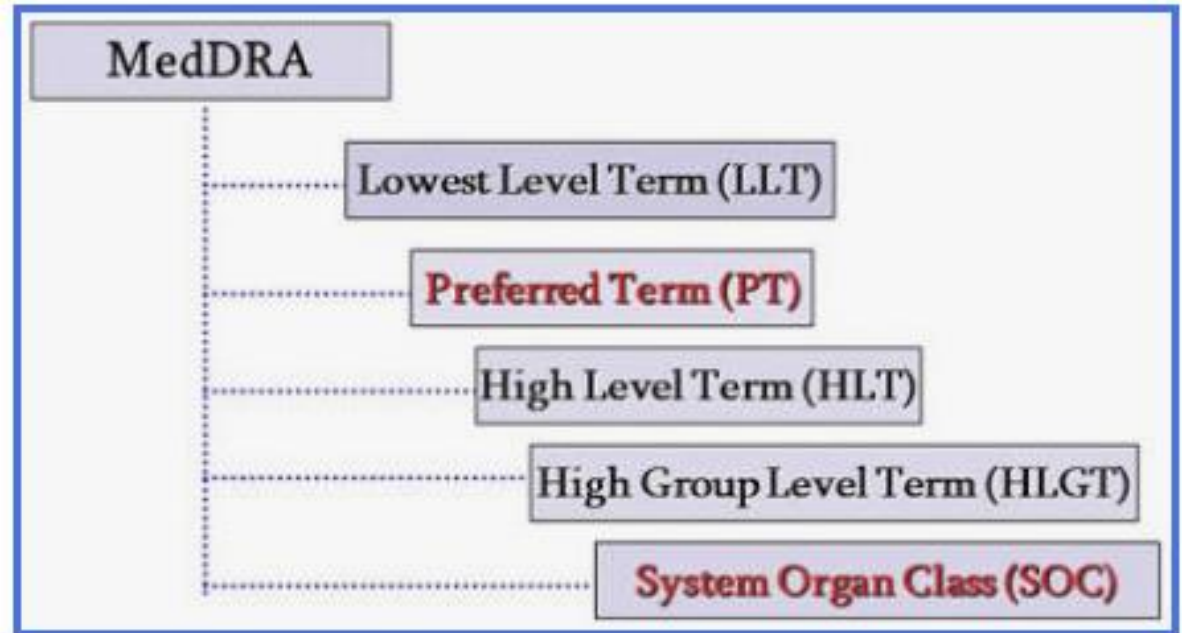 MedDRA
Lowest Level Term (LLT)
Preferred Term (PT)
High Level Term (HLT)
High Group Level Term (HLGT)
System Organ Class (SOC)